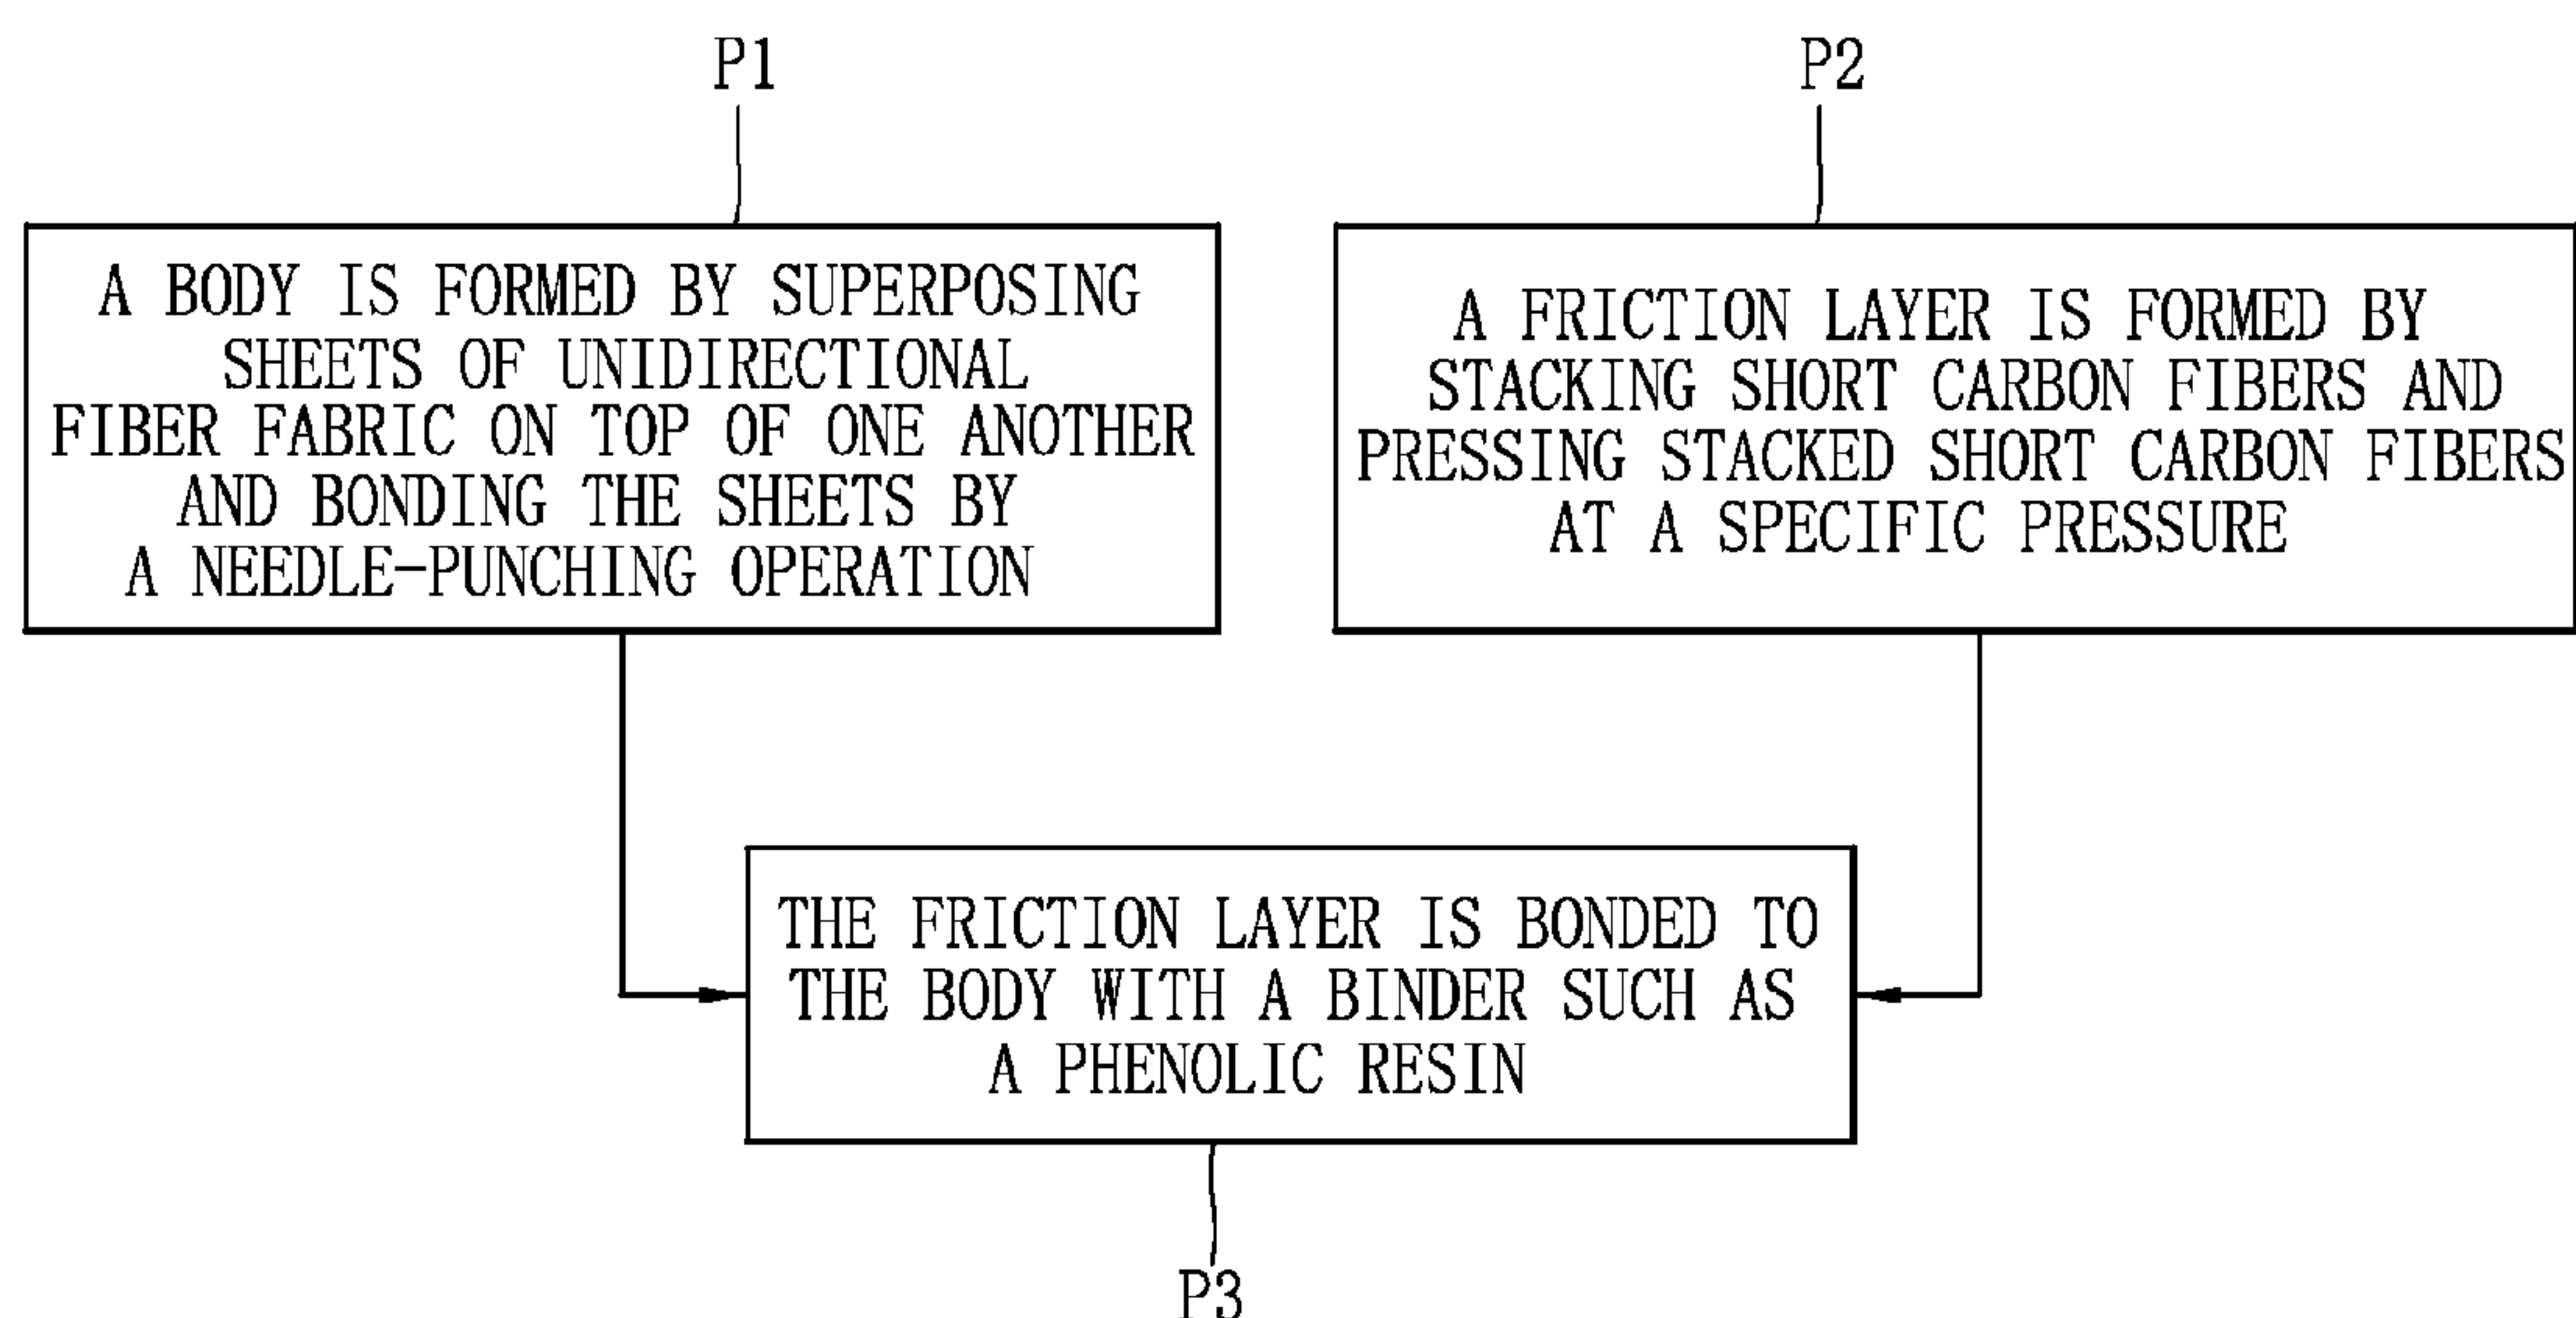 P1
A BODY IS FORMED BY SUPERPOSING
SHEETS OF UNIDIRECTIONAL
FIBER FABRIC ON TOP OF ONE ANOTHER
AND BONDING THE SHEETS BY
A NEEDLE-PUNCHING OPERATION
P2
A FRICTION LAYER IS FORMED BY
STACKING SHORT CARBON FIBERS AND
PRESSING STACKED SHORT CARBON FIBERS
AT A SPECIFIC PRESSURE
THE FRICTION LAYER IS BONDED TO
THE BODY WITH A BINDER SUCH AS
A PHENOLIC RESIN
P3